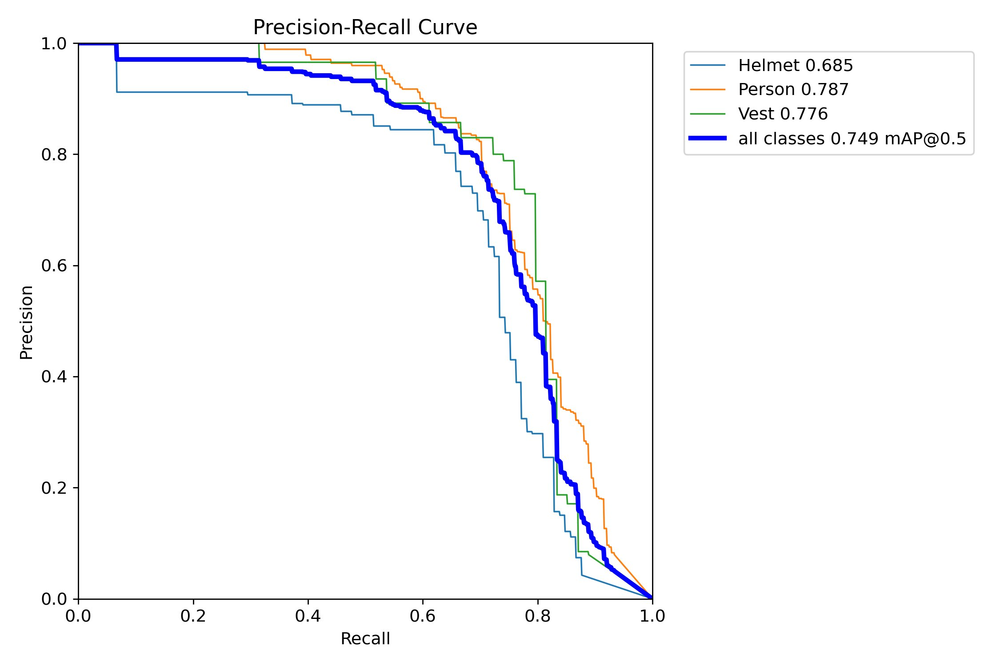 Precision-Recall Curve
1.0
0.8
0.6
0.4
0.2
0.0
Precision
0.0 0.2 0.4 0.6 0.8 1.0
Recall
Helmet 0.685
Person 0.787
Vest 0.776
all classes 0.749 mAP@0.5